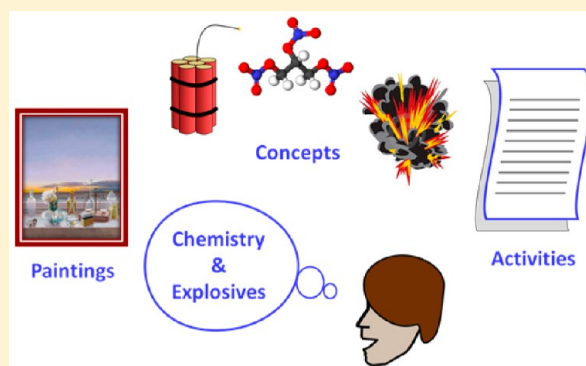 Concepts
Paintings
Chemistry
&
Explosives
Activities